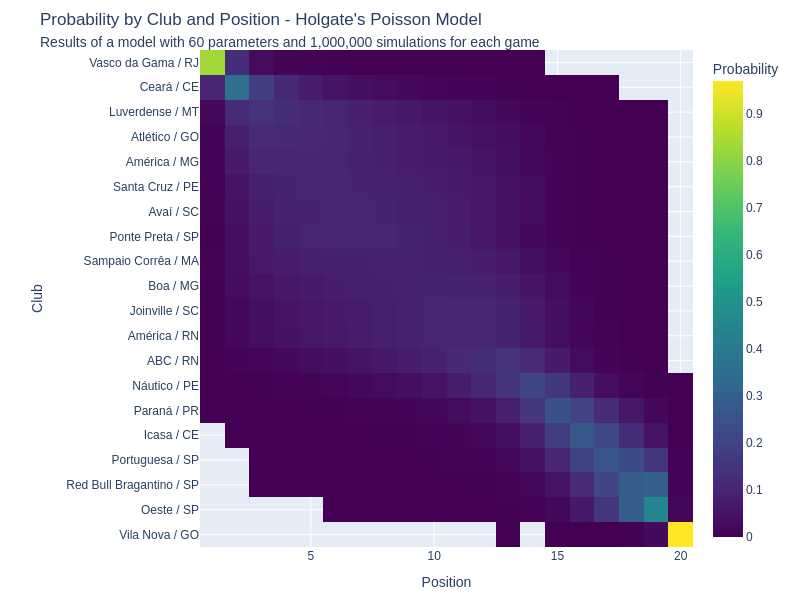 Probability by Club and Position - Holgate's Poisson Model
Results of a model with 60 parameters and 1,000,000 simulations for each game
Probability
Vasco da Gama / RJ
Ceará / CE
Luverdense / MT
Atlético / GO
América / MG
Santa Cruz / PE
Avaí / SC
Ponte Preta / SP
Sampaio Corrêa / MA
Boa / MG
Joinville / SC
América / RN
ABC / RN
Náutico / PE
Paraná / PR
Icasa / CE
Portuguesa / SP
Red Bull Bragantino / SP
Oeste / SP
Vila Nova / GO
Club
5
10
15
20
Position
0.9
0.8
0.7
0.6
0.5
0.4
0.3
0.2
0.1
0